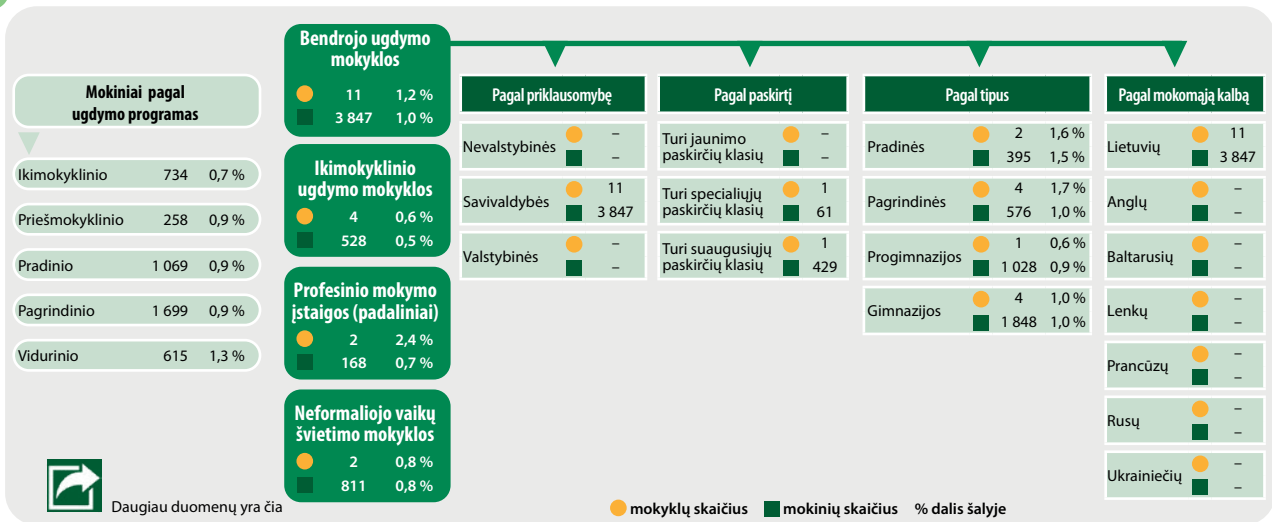 Mokiniai pagal
ugdymo programas
Ikimokyklinio 734 0,7 %
Priešmokyklinio 258 0,9 %
Pradinio 1 069 0,9 %
Pagrindinio 1 699 0,9 %
Vidurinio 615 1,3 %
Bendrojo ugdymo
mokyklos
11 1,2 %
3 847 1,0 %
Ikimokyklinio
ugdymo mokyklos
4 0,6 %
528 0,5 %
Profesinio mokymo
įstaigos (padaliniai)
2 2,4 %
168 0,7 %
Neformaliojo vaikų
švietimo mokyklos
2 0,8 %
811 0,8 %
Pagal priklausomybę
Nevalstybinės –
–
Savivaldybės 11
3 847
Valstybinės –
–
Pagal paskirtį
Turi jaunimo –
paskirčių klasių –
Turi specialiųjų 1
paskirčių klasių 61
Turi suaugusiųjų 1
paskirčių klasių 429
Pagal tipus
Pradinės 2 1,6 %
395 1,5 %
Pagrindinės 4 1,7 %
576 1,0 %
Progimnazijos 1 0,6 %
1 028 0,9 %
Gimnazijos 4 1,0 %
1 848 1,0 %
Pagal mokomąją kalbą
Lietuvių 11
3 847
Anglų –
–
Baltarusių –
–
Lenkų –
–
Prancūzų –
–
Rusų –
–
Ukrainiečių –
–
Daugiau duomenų yra čia
mokyklų skaičius mokinių skaičius % dalis šalyje